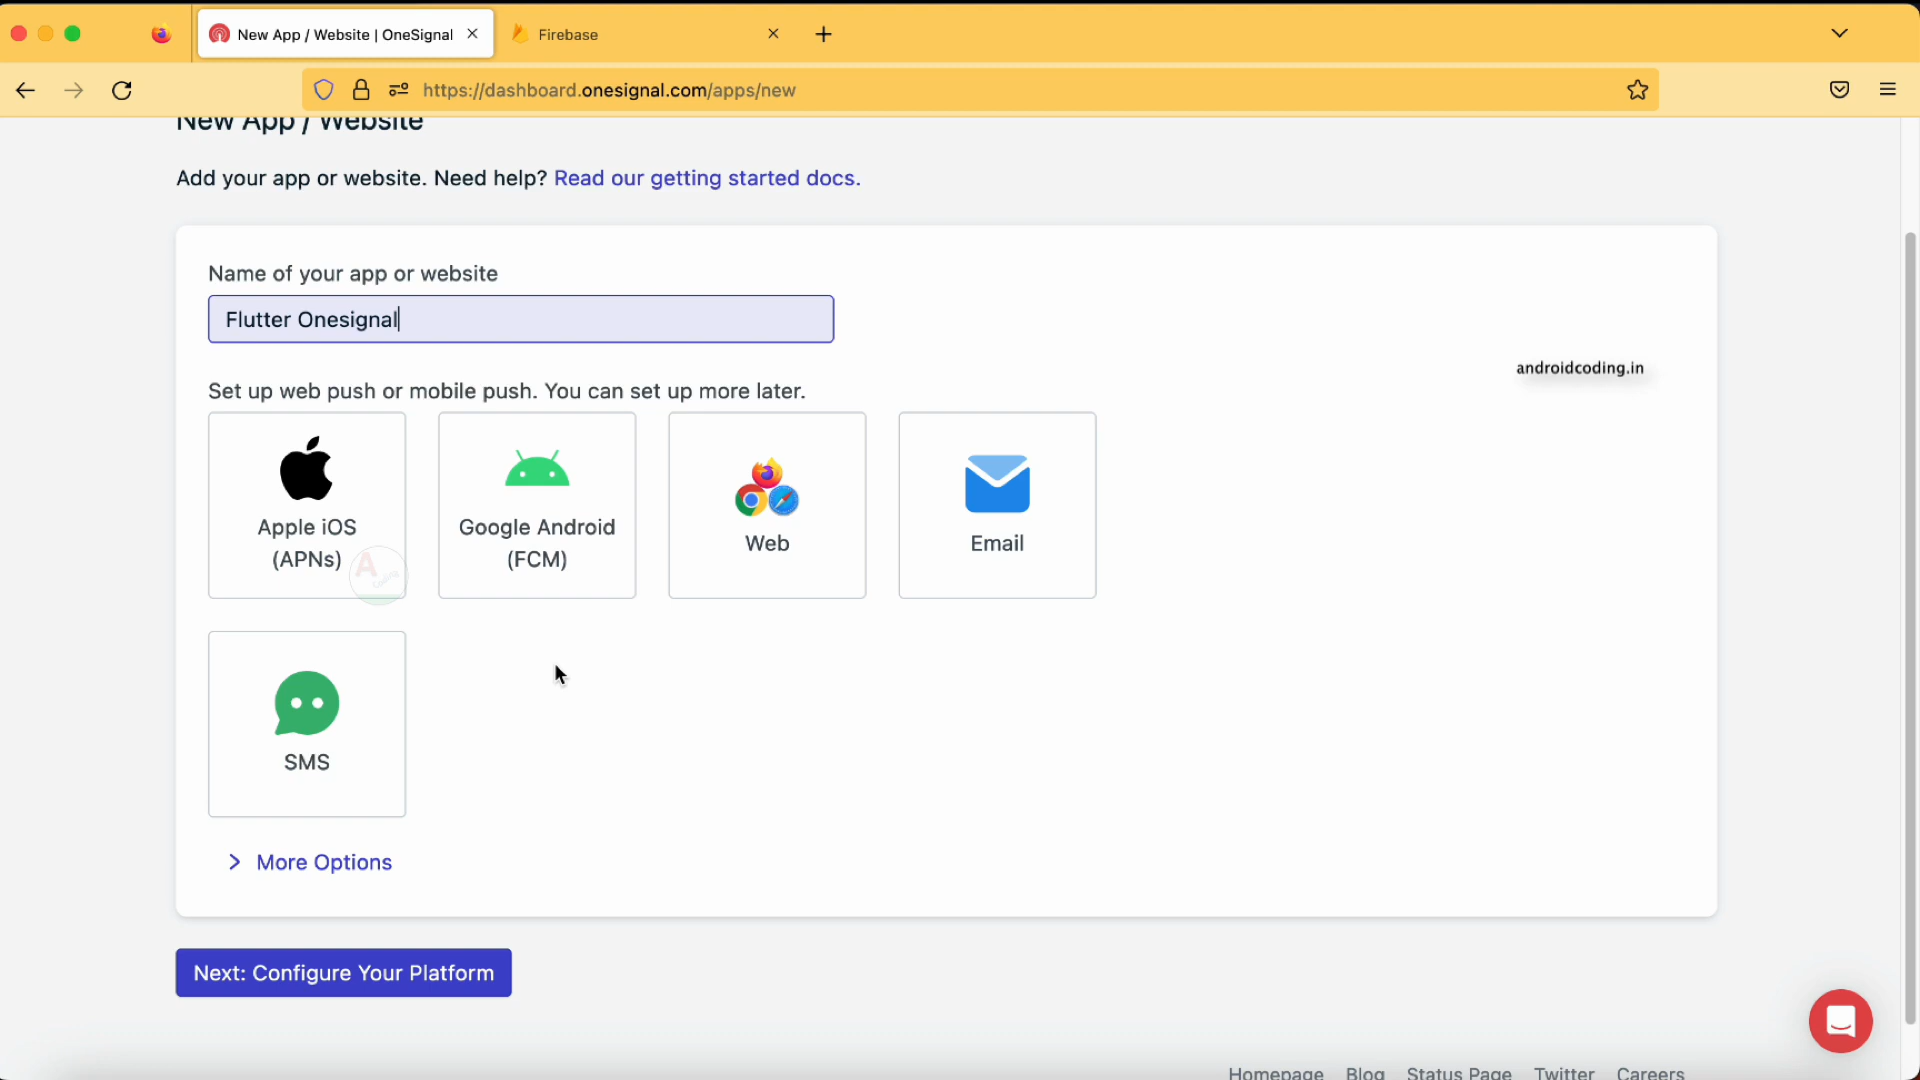 New App / Website | OneSignal
Firebase
https://dashboard.onesignal.com/apps/new
New App / Website
Add your app or website. Need help? Read our getting started docs.
Name of your app or website
Flutter Onesignal
androidcoding.in
Set up web push or mobile push. You can set up more later.
Apple iOS
(APNs)
Google Android
(FCM)
Web
Email
SMS
More Options
Next: Configure Your Platform
Homepage Blog Status Page Twitter Careers